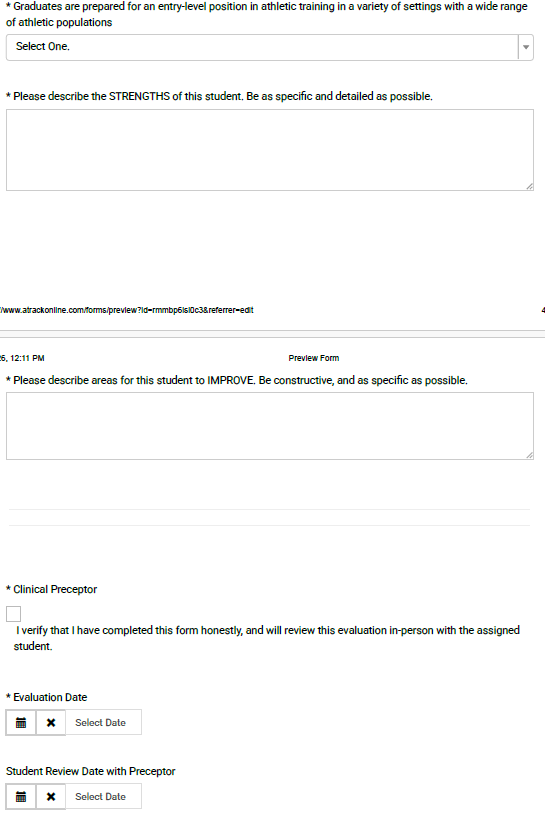 * Graduates are prepared for an entry-level position in athletic training in a variety of settings with a wide range
of athletic populations
Select One.
* Please describe the STRENGTHS of this student. Be as specific and detailed as possible.
/www.atrackonline.com/forms/preview?id=rmmbp6isl0c3&referrer=edit
4
6, 12:11 PM
Preview Form
* Please describe areas for this student to IMPROVE. Be constructive, and as specific as possible.
* Clinical Preceptor
I verify that I have completed this form honestly, and will review this evaluation in-person with the assigned
student.
* Evaluation Date
Select Date
Student Review Date with Preceptor
Select Date